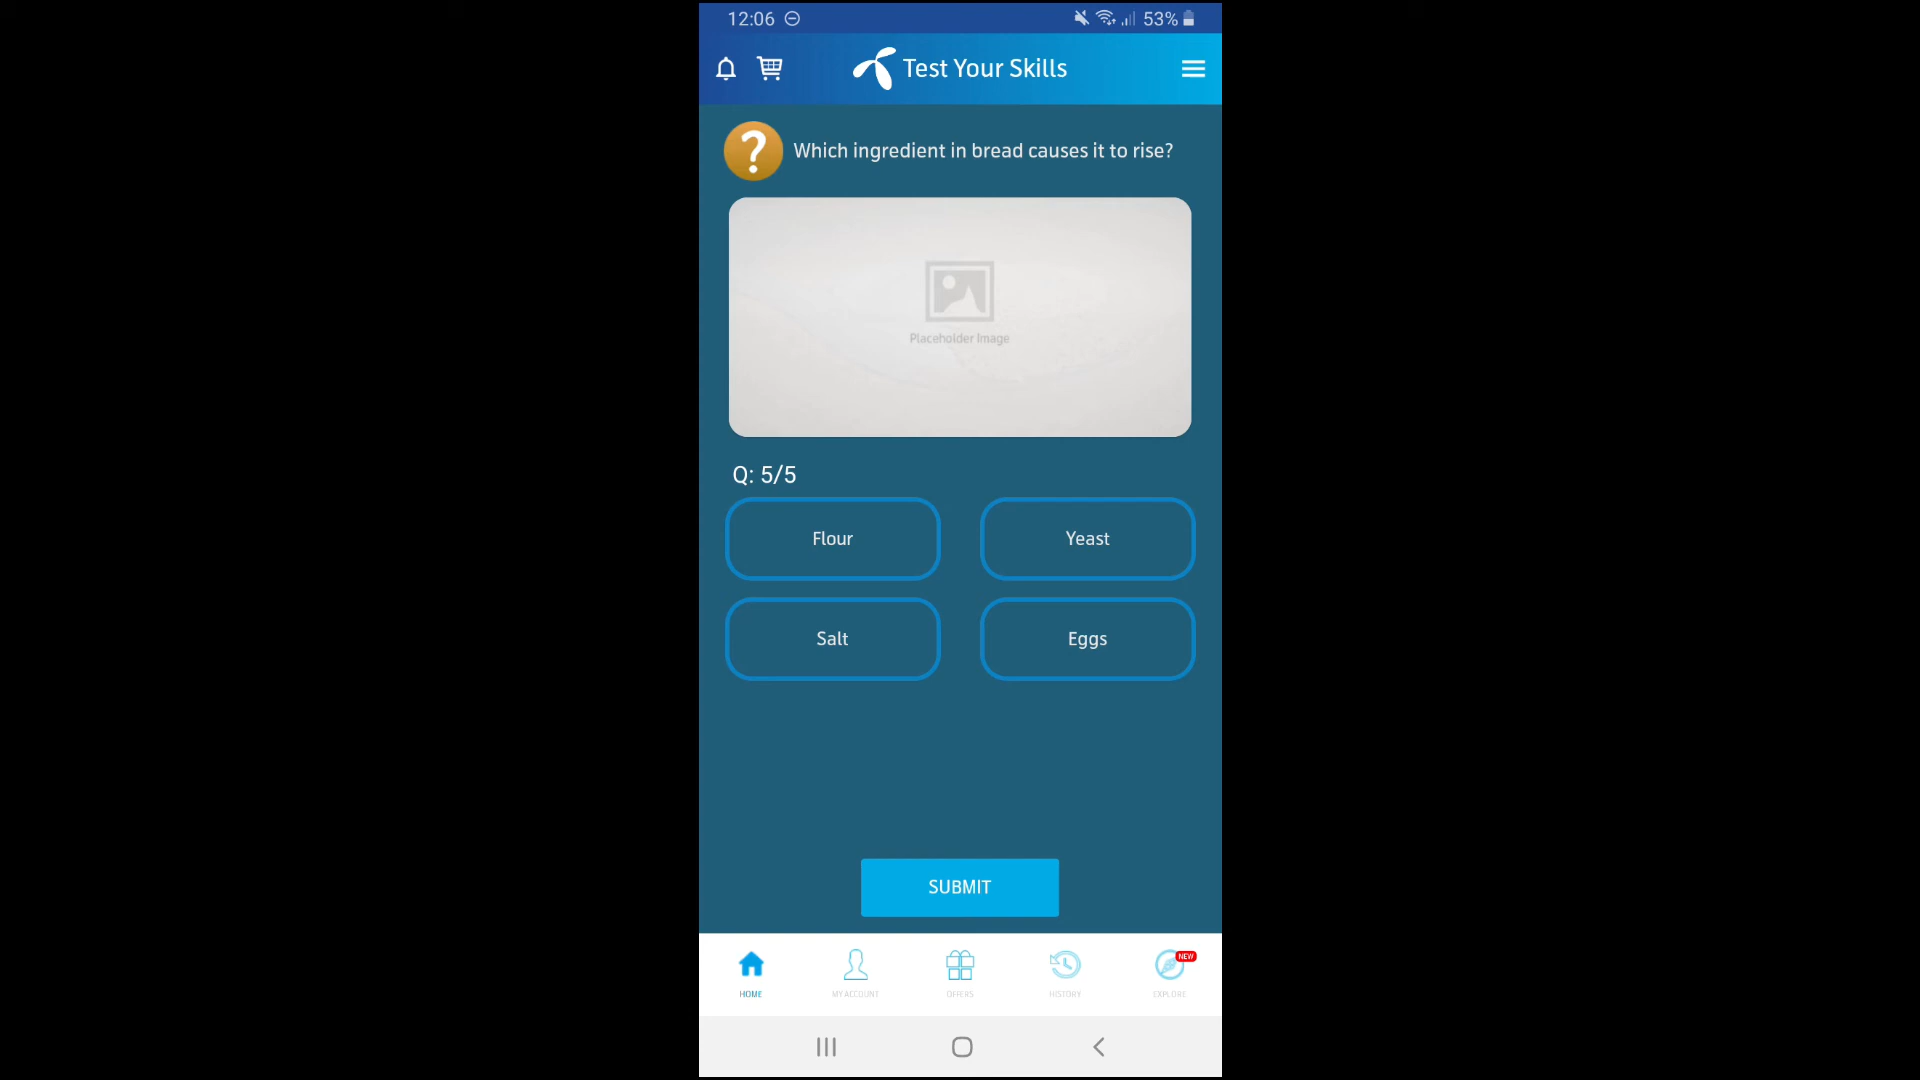 12:06
53%
Test Your Skills
Which ingredient in bread causes it to rise?
Placeholder Image
Q: 5/5
Flour
Yeast
Salt
Eggs
SUBMIT
NEW
HOME
MY ACCOUNT
OFFERS
HISTORY
EXPLORE